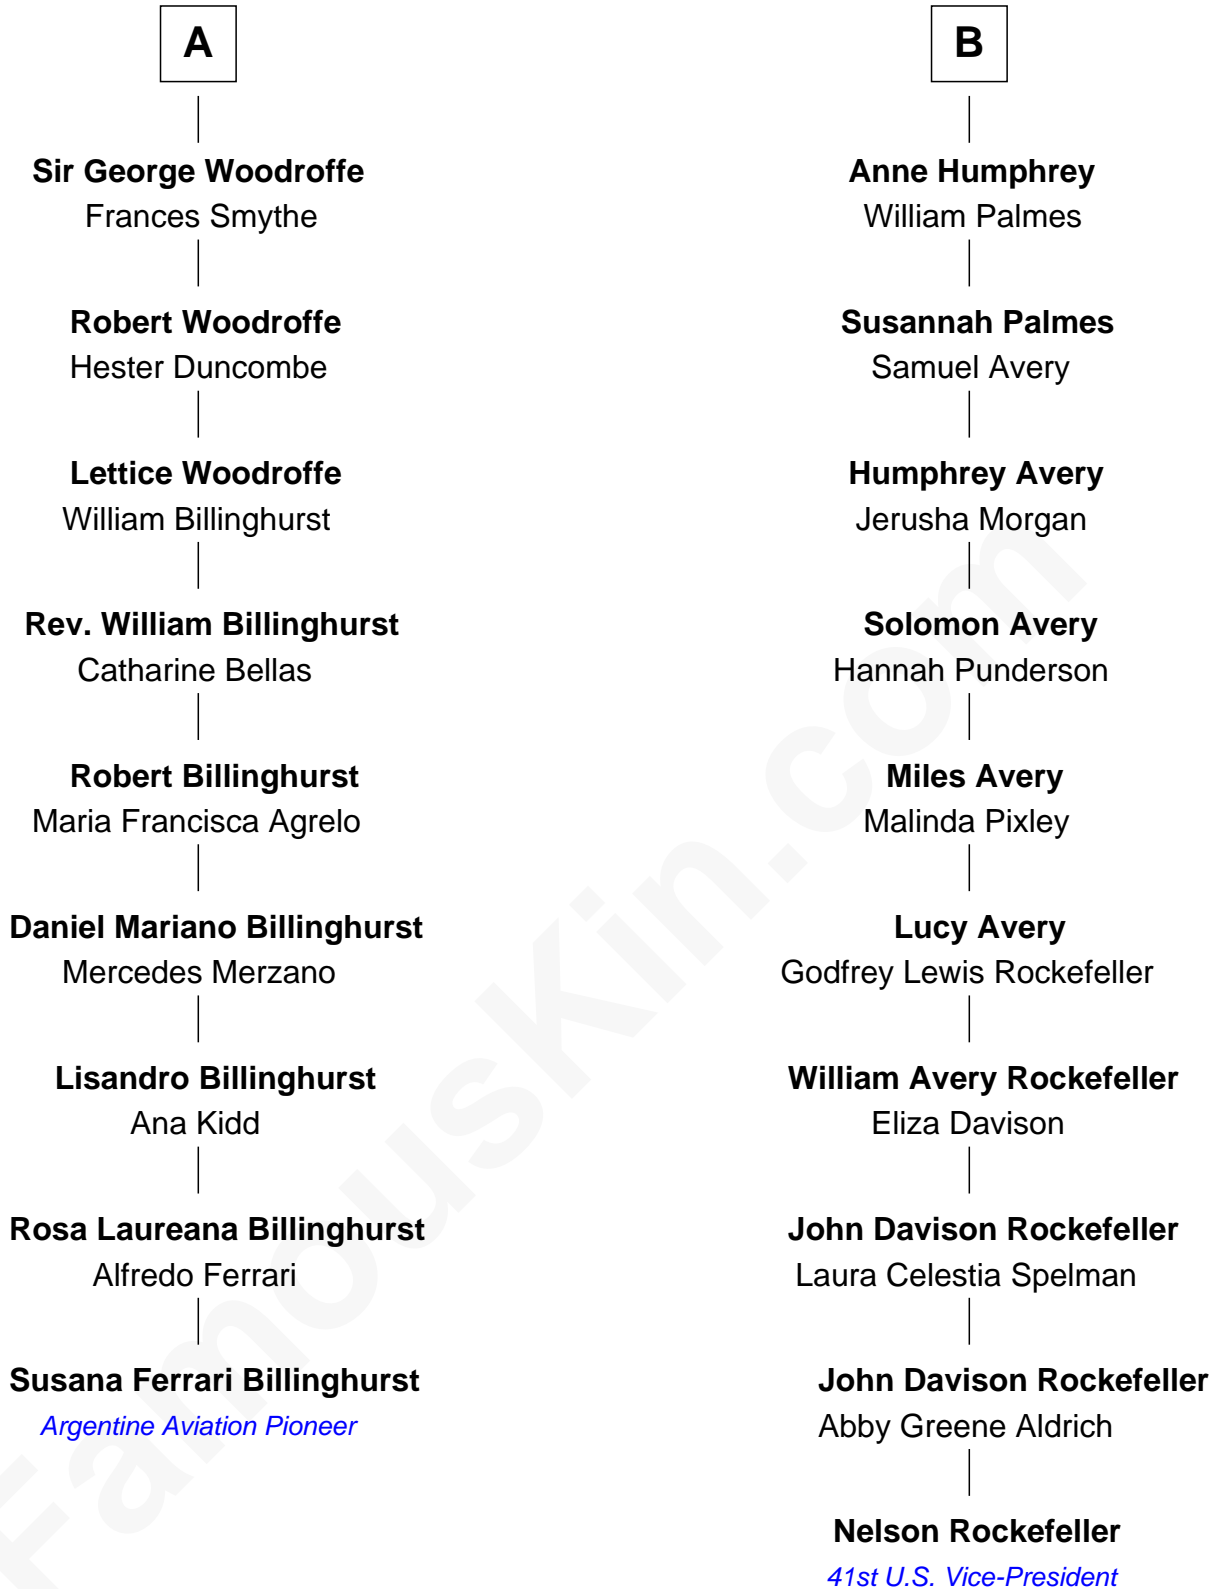 A
Sir George Woodroffe
Frances Smythe
Robert Woodroffe
Hester Duncombe
Lettice Woodroffe
William Billinghurst
Rev. William Billinghurst
Catharine Bellas
Robert Billinghurst
Maria Francisca Agrelo
Daniel Mariano Billinghurst
Mercedes Merzano
Lisandro Billinghurst
Ana Kidd
Rosa Laureana Billinghurst
Alfredo Ferrari
Susana Ferrari Billinghurst
Argentine Aviation Pioneer
B
Anne Humphrey
William Palmes
Susannah Palmes
Samuel Avery
Humphrey Avery
Jerusha Morgan
Solomon Avery
Hannah Punderson
Miles Avery
Malinda Pixley
Lucy Avery
Godfrey Lewis Rockefeller
William Avery Rockefeller
Eliza Davison
John Davison Rockefeller
Laura Celestia Spelman
John Davison Rockefeller
Abby Greene Aldrich
Nelson Rockefeller
41st U.S. Vice-President
FamousKin.com